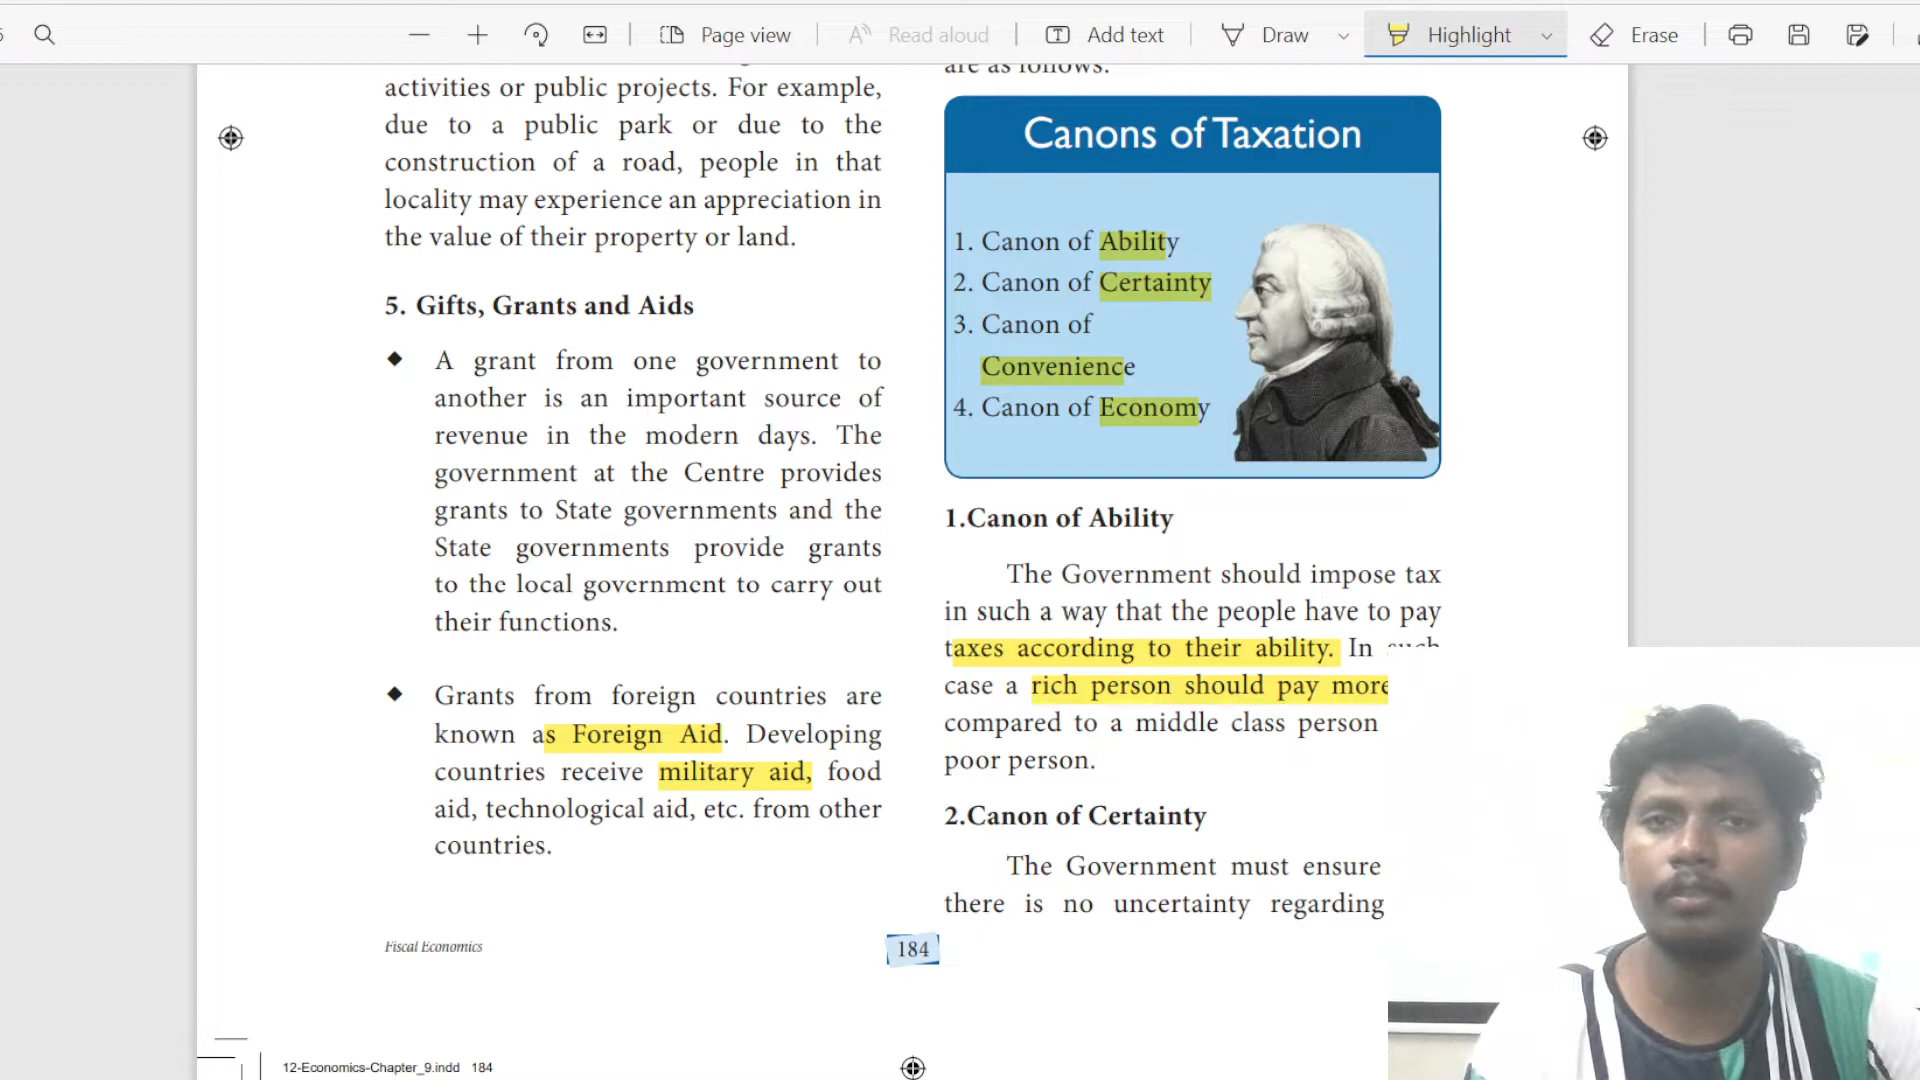 Page view
Read aloud
Add text
Draw
Highlight
Erase
activities or public projects. For example,
due to a public park or due to the
construction of a road, people in that
locality may experience an appreciation in
the value of their property or land.
5. Gifts, Grants and Aids
◆ A grant from one government to
another is an important source of
revenue in the modern days. The
government at the Centre provides
grants to State governments and the
State governments provide grants
to the local government to carry out
their functions.
◆ Grants from foreign countries are
known as Foreign Aid. Developing
countries receive military aid, food
aid, technological aid, etc. from other
countries.
are as follows.
Canons of Taxation
1. Canon of Ability
2. Canon of Certainty
3. Canon of
Convenience
4. Canon of Economy
1.Canon of Ability
The Government should impose tax
in such a way that the people have to pay
taxes according to their ability. In such
case a rich person should pay more
compared to a middle class person
poor person.
2.Canon of Certainty
The Government must ensure
there is no uncertainty regarding
Fiscal Economics
184
12-Economics-Chapter_9.indd 184